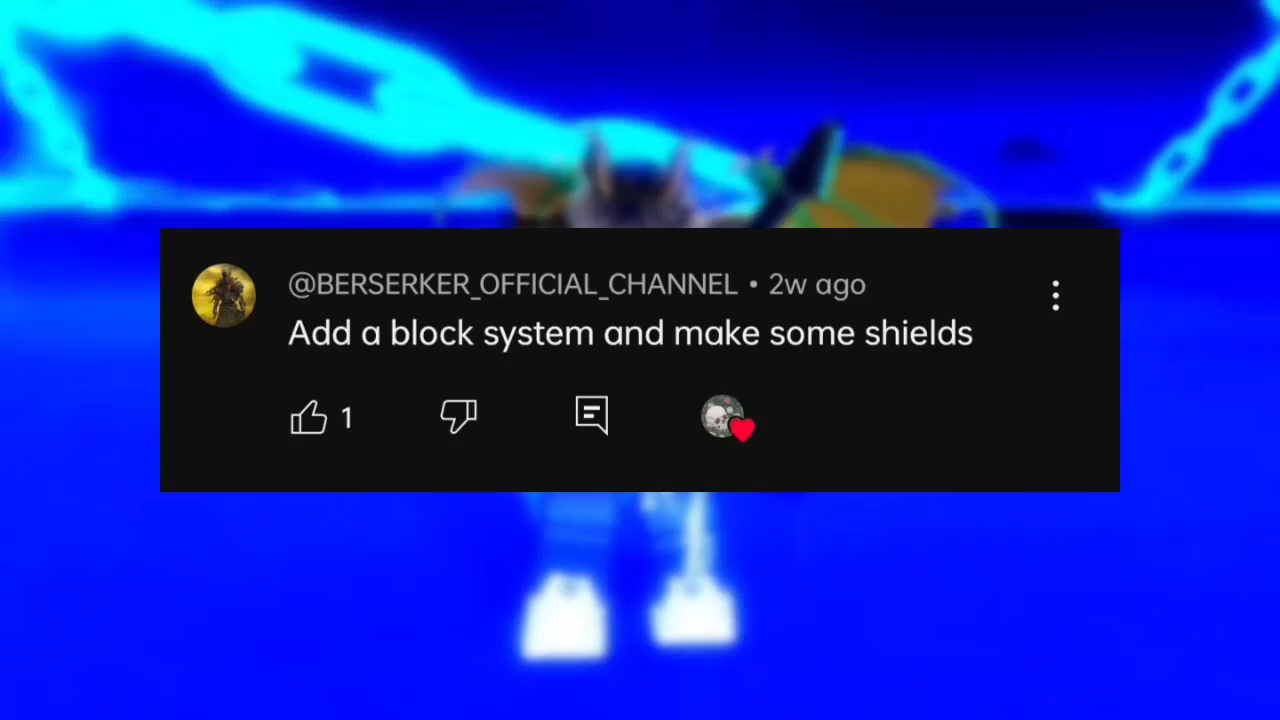 @BERSERKER_OFFICIAL_CHANNEL • 2w ago
Add a block system and make some shields
1